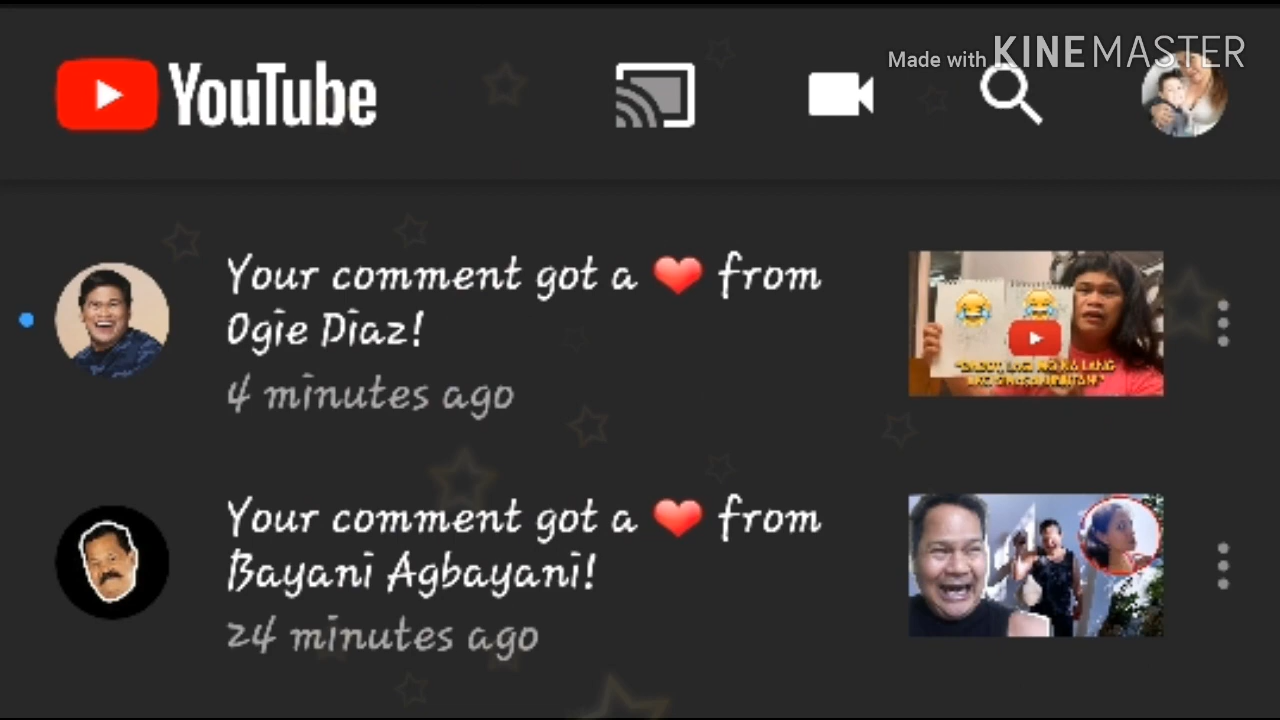 YouTube
Made with KINEMASTER
Your comment got a ❤ from
Ogie Diaz!
4 minutes ago
Your comment got a ❤ from
Bayani Agbayani!
24 minutes ago